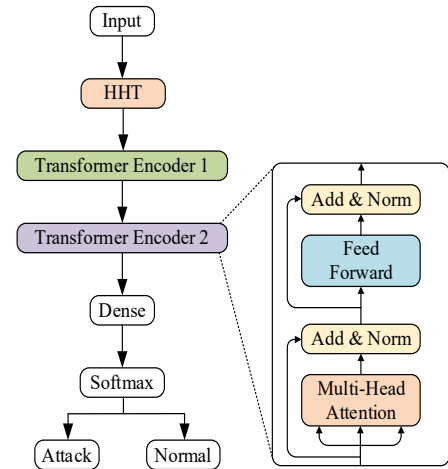 Input
HHT
Transformer Encoder 1
Transformer Encoder 2
Dense
Softmax
Attack
Normal
Add & Norm
Feed
Forward
Add & Norm
Multi-Head
Attention